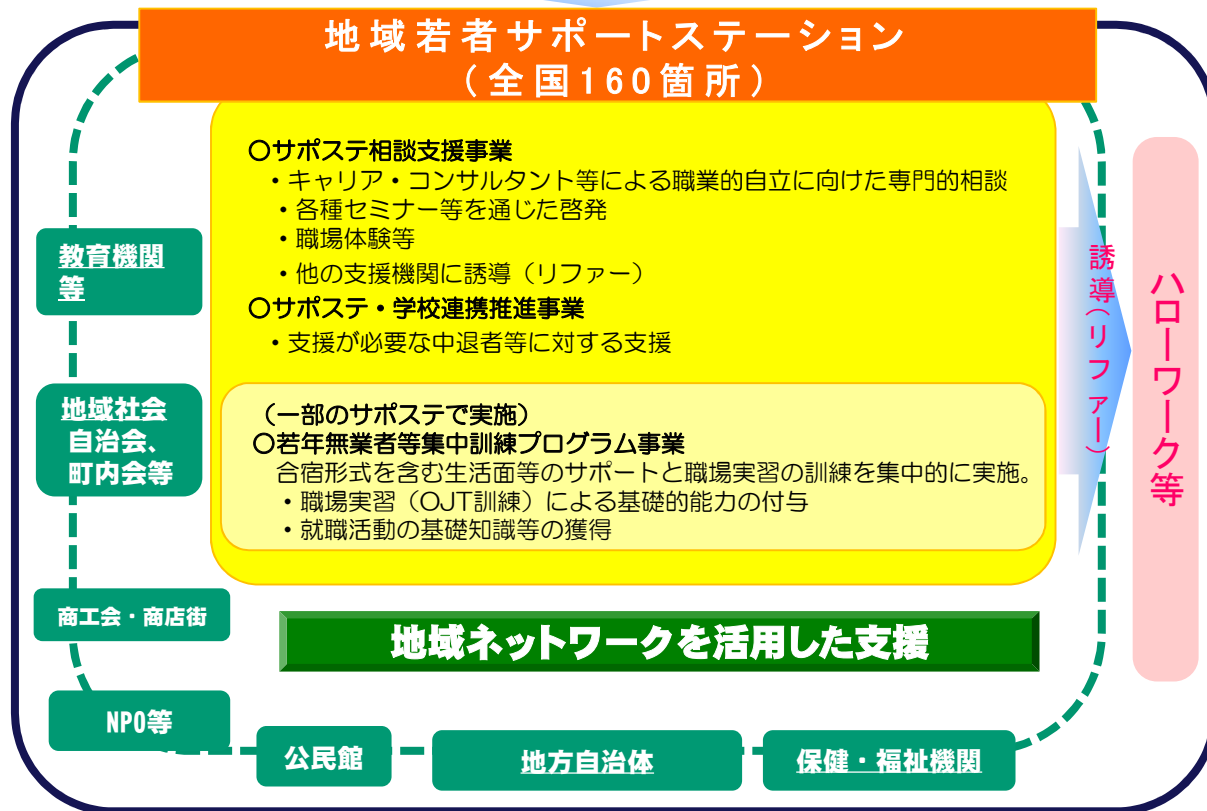 地域若者サポートステーション
(全国160箇所)
〇サポステ相談支援事業
・キャリア・コンサルタント等による職業的自立に向けた専門的相談
・各種セミナー等を通じた啓発
・職場体験等
・他の支援機関に誘導（リファー）
〇サポステ・学校連携推進事業
・支援が必要な中退者等に対する支援
（一部のサポステで実施）
〇若年無業者等集中訓練プログラム事業
合宿形式を含む生活面等のサポートと職場実習の訓練を集中的に実施。
・職場実習（OJT訓練）による基礎的能力の付与
・就職活動の基礎知識等の獲得
教育機関
等
地域社会
自治会、
町内会等
商工会・商店街
NPO等
公民館
地方自治体
保健・福祉機関
地域ネットワークを活用した支援
誘導(リファー)
ハローワーク等